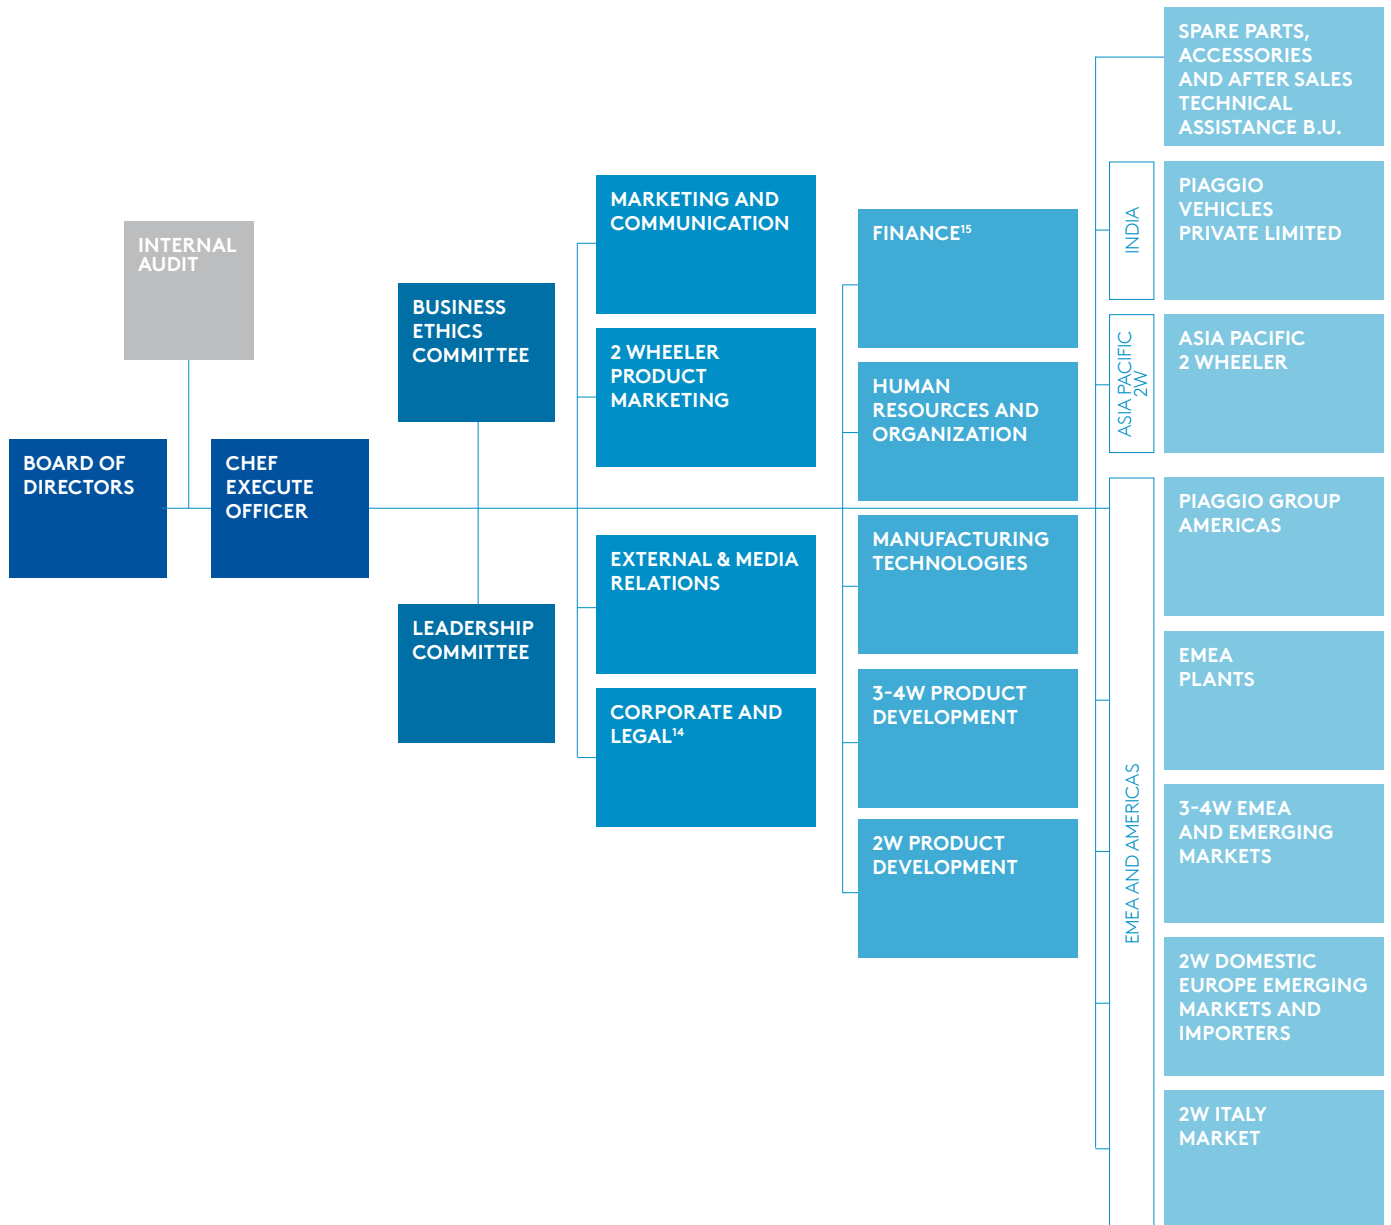 INTERNAL
AUDIT
BOARD OF
DIRECTORS
CHEF
EXECUTE
OFFICER
BUSINESS
ETHICS
COMMITTEE
LEADERSHIP
COMMITTEE
MARKETING AND
COMMUNICATION
2 WHEELER
PRODUCT
MARKETING
EXTERNAL & MEDIA
RELATIONS
CORPORATE AND
LEGAL¹⁴
FINANCE¹⁵
HUMAN
RESOURCES AND
ORGANIZATION
MANUFACTURING
TECHNOLOGIES
3-4W PRODUCT
DEVELOPMENT
2W PRODUCT
DEVELOPMENT
SPARE PARTS,
ACCESSORIES
AND AFTER SALES
TECHNICAL
ASSISTANCE B.U.
INDIA
PIAGGIO
VEHICLES
PRIVATE LIMITED
ASIA PACIFIC
2W
ASIA PACIFIC
2 WHEELER
EMEA AND AMERICAS
PIAGGIO GROUP
AMERICAS
EMEA
PLANTS
3-4W EMEA
AND EMERGING
MARKETS
2W DOMESTIC
EUROPE EMERGING
MARKETS AND
IMPORTERS
2W ITALY
MARKET